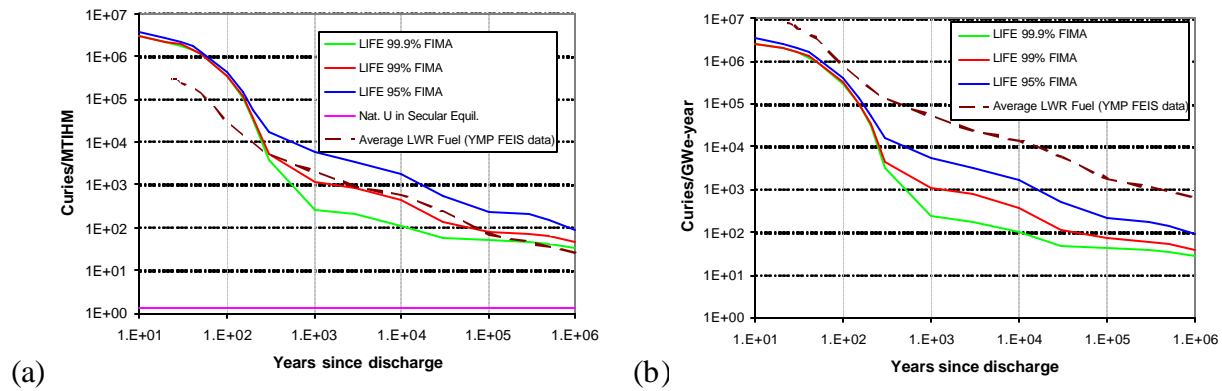 1E+07
1E+06
1E+05
1E+04
1E+03
1E+02
1E+01
1E+00
Curies/MTIHM
LIFE 99.9% FIMA
LIFE 99% FIMA
LIFE 95% FIMA
Nat. U in Secular Equil.
Average LWR Fuel (YMP FEIS data)
1.E+01 1.E+02 1.E+03 1.E+04 1.E+05 1.E+06
Years since discharge
(a)
1E+07
1E+06
1E+05
1E+04
1E+03
1E+02
1E+01
1E+00
Curies/GWe-year
LIFE 99.9% FIMA
LIFE 99% FIMA
LIFE 95% FIMA
Average LWR Fuel (YMP FEIS data)
1.E+01 1.E+02 1.E+03 1.E+04 1.E+05 1.E+06
Years since discharge
(b)